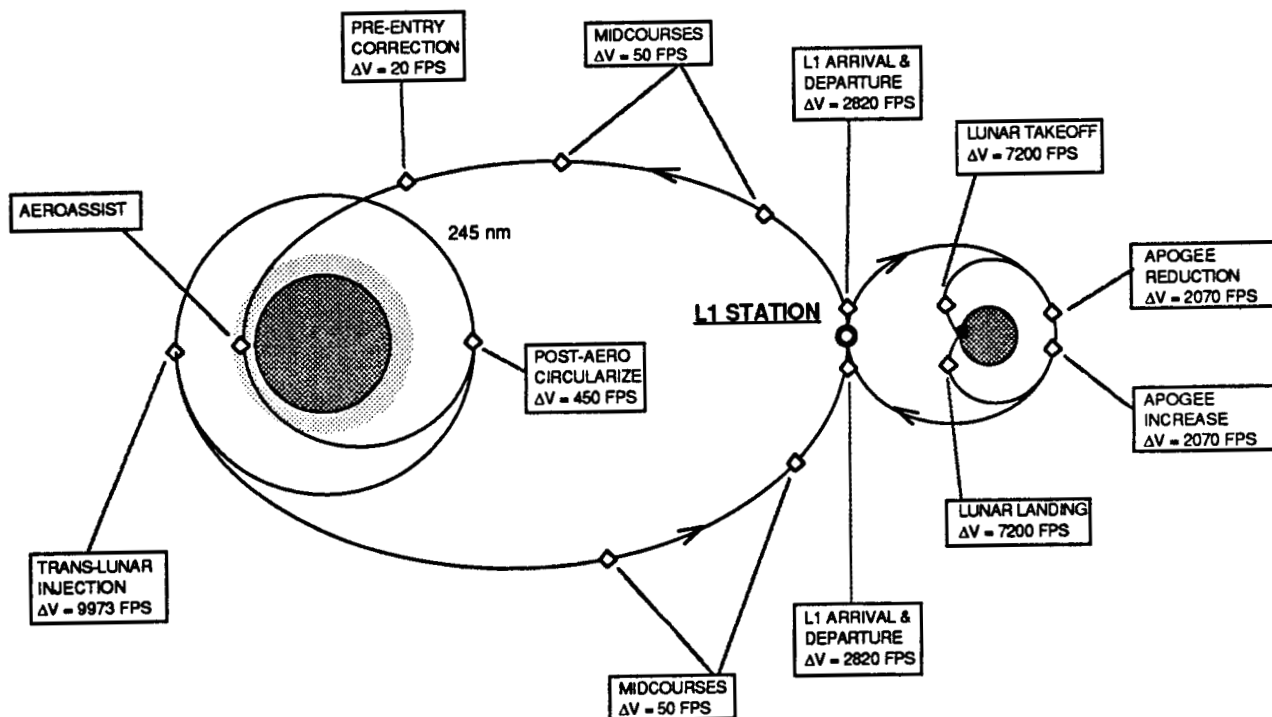 PRE-ENTRY
CORRECTION
ΔV = 20 FPS
MIDCOURSES
ΔV = 50 FPS
L1 ARRIVAL &
DEPARTURE
ΔV = 2820 FPS
LUNAR TAKEOFF
ΔV = 7200 FPS
AEROASSIST
245 nm
APOGEE
REDUCTION
ΔV = 2070 FPS
L1 STATION
POST-AERO
CIRCULARIZE
ΔV = 450 FPS
APOGEE
INCREASE
ΔV = 2070 FPS
LUNAR LANDING
ΔV = 7200 FPS
TRANS-LUNAR
INJECTION
ΔV = 9973 FPS
L1 ARRIVAL &
DEPARTURE
ΔV = 2820 FPS
MIDCOURSES
ΔV = 50 FPS